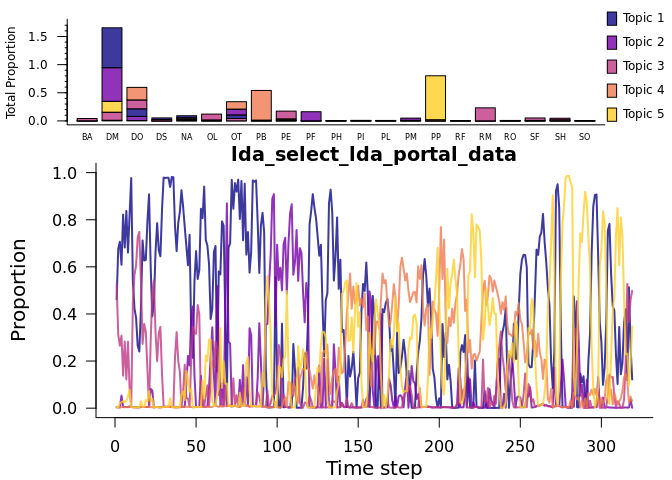 Total Proportion
1.5
1.0
0.5
0.0
BA DM DO DS NA OL OT PB PE PF PH PI PL PM PP RF RM RO SF SH SO
Topic 1
Topic 2
Topic 3
Topic 4
Topic 5
lda_select_lda_portal_data
Proportion
1.0
0.8
0.6
0.4
0.2
0.0
0 50 100 150 200 250 300
Time step